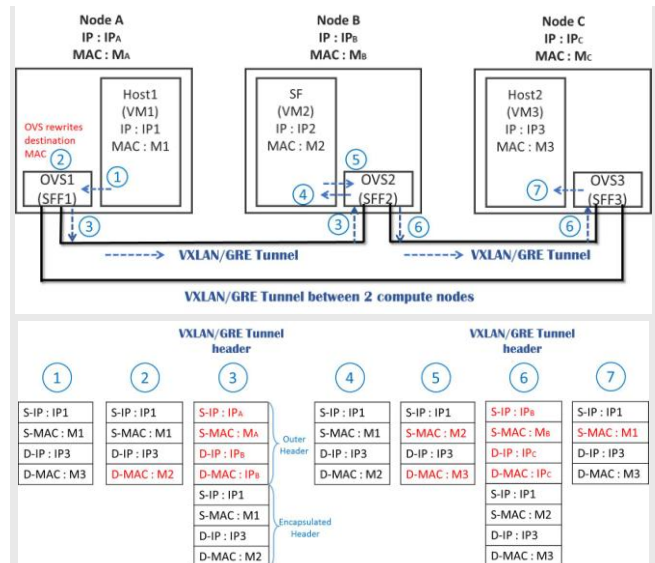 Node A
IP : IPA
MAC : MA
Node B
IP : IPB
MAC : MB
Node C
IP : IPC
MAC : MC
Host1
(VM1)
IP : IP1
MAC : M1
OVS rewrites
destination
MAC
2
1
OVS1
(SFF1)
3
SF
(VM2)
IP : IP2
MAC : M2
5
4
OVS2
(SFF2)
3
6
Host2
(VM3)
IP : IP3
MAC : M3
7
OVS3
(SFF3)
6
VXLAN/GRE Tunnel
VXLAN/GRE Tunnel
VXLAN/GRE Tunnel between 2 compute nodes
VXLAN/GRE Tunnel
header
VXLAN/GRE Tunnel
header
1
S-IP : IP1
S-MAC : M1
D-IP : IP3
D-MAC : M3
2
S-IP : IP1
S-MAC : M1
D-IP : IP3
D-MAC : M2
3
S-IP : IPA
S-MAC : MA
D-IP : IPB
D-MAC : IPB
S-IP : IP1
S-MAC : M1
D-IP : IP3
D-MAC : M2
Outer
Header
Encapsulated
Header
4
S-IP : IP1
S-MAC : M1
D-IP : IP3
D-MAC : M2
5
S-IP : IP1
S-MAC : M2
D-IP : IP3
D-MAC : M3
6
S-IP : IPB
S-MAC : MB
D-IP : IPC
D-MAC : IPC
S-IP : IP1
S-MAC : M2
D-IP : IP3
D-MAC : M3
7
S-IP : IP1
S-MAC : M1
D-IP : IP3
D-MAC : M3